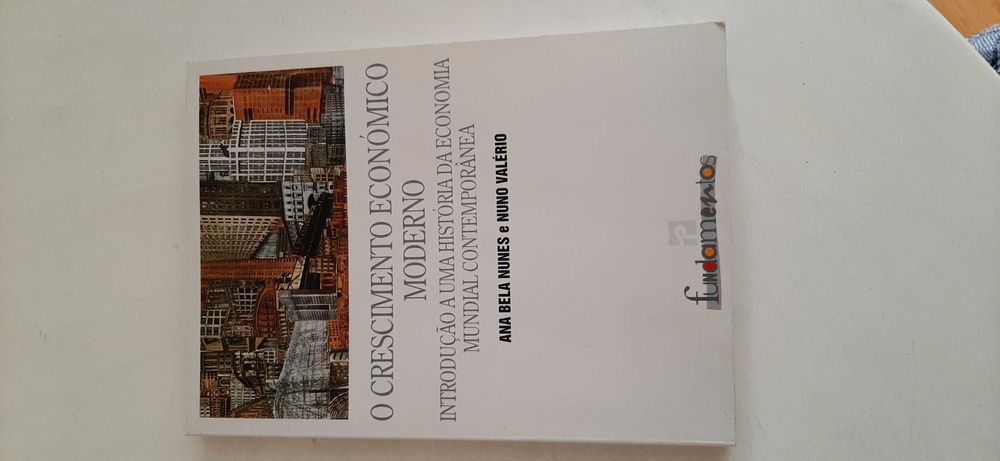 O CRESCIMENTO ECONÓMICO
MODERNO
INTRODUÇÃO A UMA HISTÓRIA DA ECONOMIA
MUNDIAL CONTEMPORÂNEA
ANA BELA NUNES e NUNO VALÉRIO
fundamentos